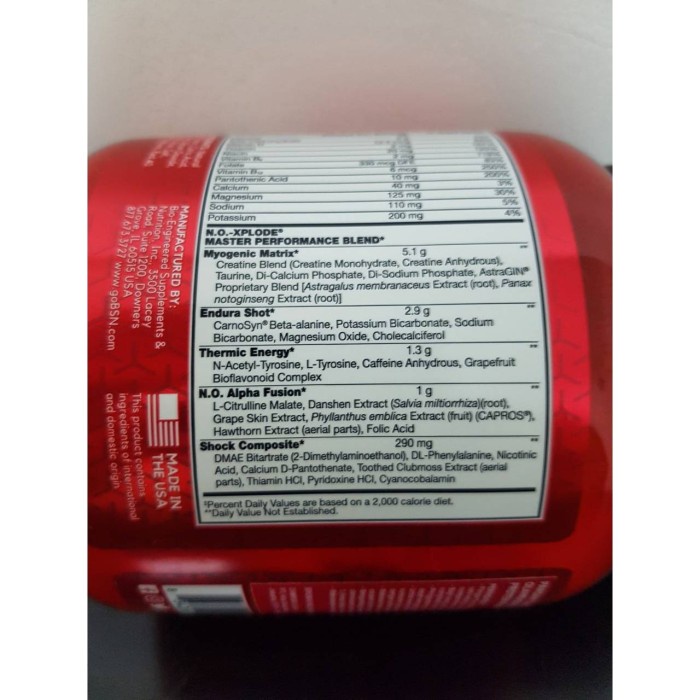 Folate
Vitamin B₁₂ 6 mcg
Pantothenic Acid 10 mg
Calcium 40 mg 3%
Magnesium 125 mg 30%
Sodium 110 mg 5%
Potassium 200 mg 4%
N.O.-XPLODE®
MASTER PERFORMANCE BLEND*
Myogenic Matrix* 5.1 g **
Creatine Blend (Creatine Monohydrate, Creatine Anhydrous),
Taurine, Di-Calcium Phosphate, Di-Sodium Phosphate, AstraGIN®
Proprietary Blend [Astragalus membranaceus Extract (root), Panax
notoginseng Extract (root)]
Endura Shot* 2.9 g **
CarnoSyn® Beta-alanine, Potassium Bicarbonate, Sodium
Bicarbonate, Magnesium Oxide, Cholecalciferol
Thermic Energy* 1.3 g **
N-Acetyl-Tyrosine, L-Tyrosine, Caffeine Anhydrous, Grapefruit
Bioflavonoid Complex
N.O. Alpha Fusion* 1 g **
L-Citrulline Malate, Danshen Extract (Salvia miltiorrhiza)(root),
Grape Skin Extract, Phyllanthus emblica Extract (fruit) (CAPROS®),
Hawthorn Extract (aerial parts), Folic Acid
Shock Composite* 290 mg **
DMAE Bitartrate (2-Dimethylaminoethanol), DL-Phenylalanine, Nicotinic
Acid, Calcium D-Pantothenate, Toothed Clubmoss Extract (aerial
parts), Thiamin HCl, Pyridoxine HCl, Cyanocobalamin
*Percent Daily Values are based on a 2,000 calorie diet.
**Daily Value Not Established.
MANUFACTURED BY:
Bio-Engineered Supplements &
Nutrition, Inc. 3500 Lacey
Road, Suite 1200, Downers
Grove, IL 60515 USA
877.673.3727 www.goBSN.com
MADE IN
THE USA
This product contains
ingredients of international
and domestic origin